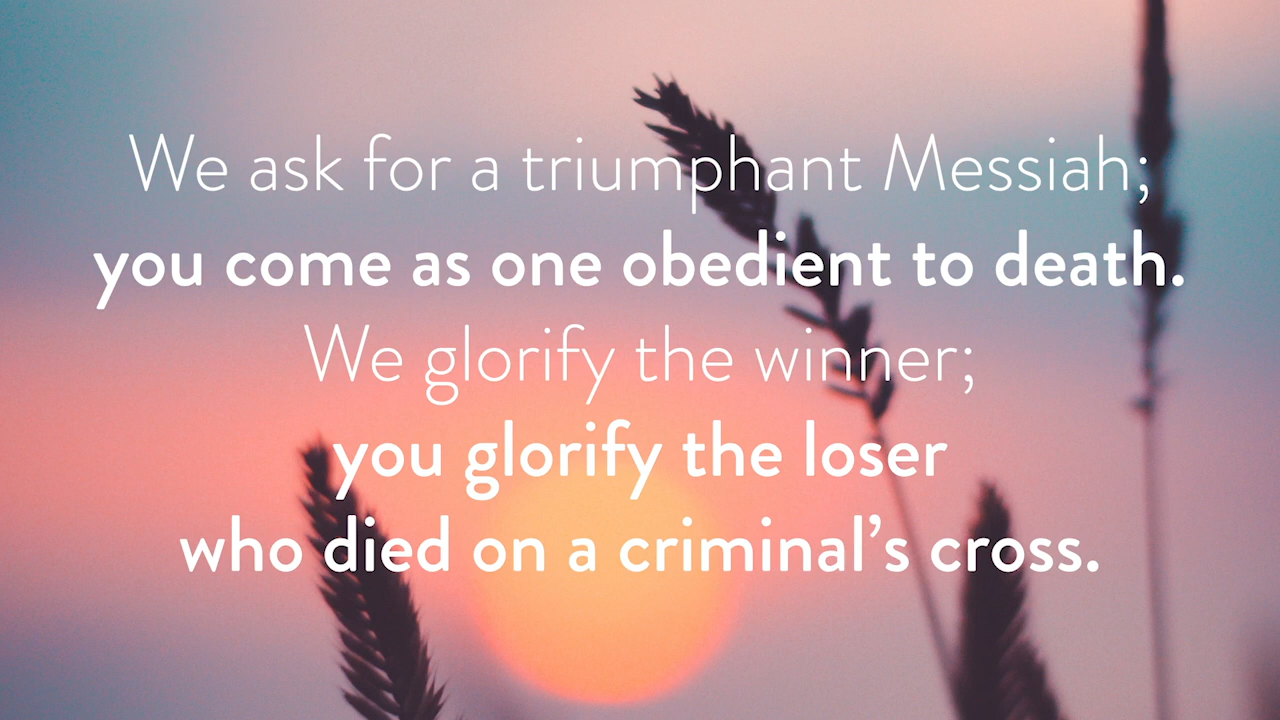 We ask for a triumphant Messiah;
you come as one obedient to death.
We glorify the winner;
you glorify the loser
who died on a criminal’s cross.